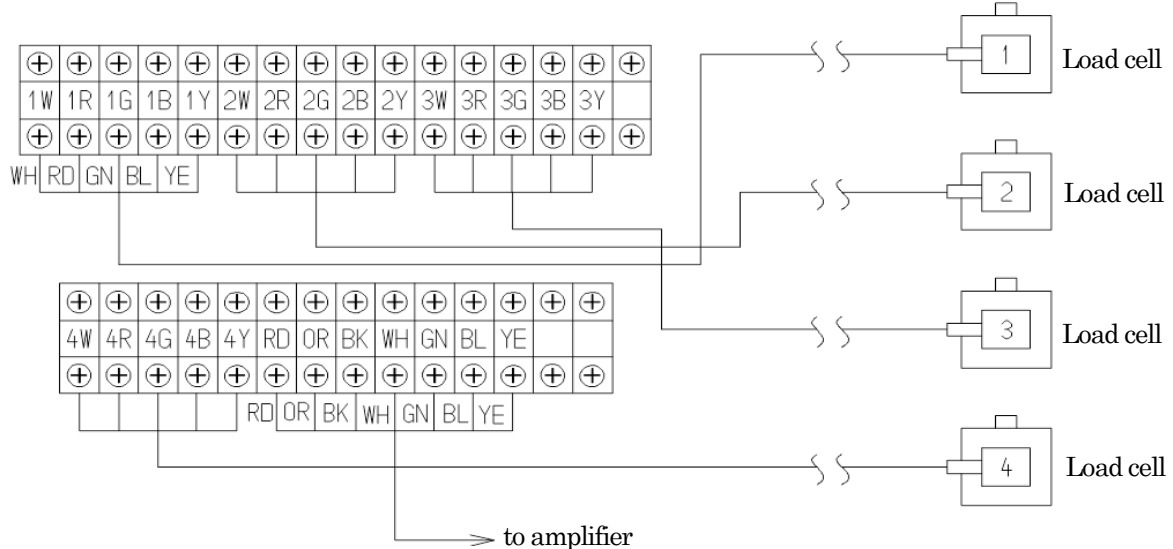 1
Load cell
1W 1R 1G 1B 1Y 2W 2R 2G 2B 2Y 3W 3R 3G 3B 3Y
WH RD GN BL YE
2
Load cell
4W 4R 4G 4B 4Y RD OR BK WH GN BL YE
3
Load cell
RD OR BK WH GN BL YE
4
Load cell
to amplifier